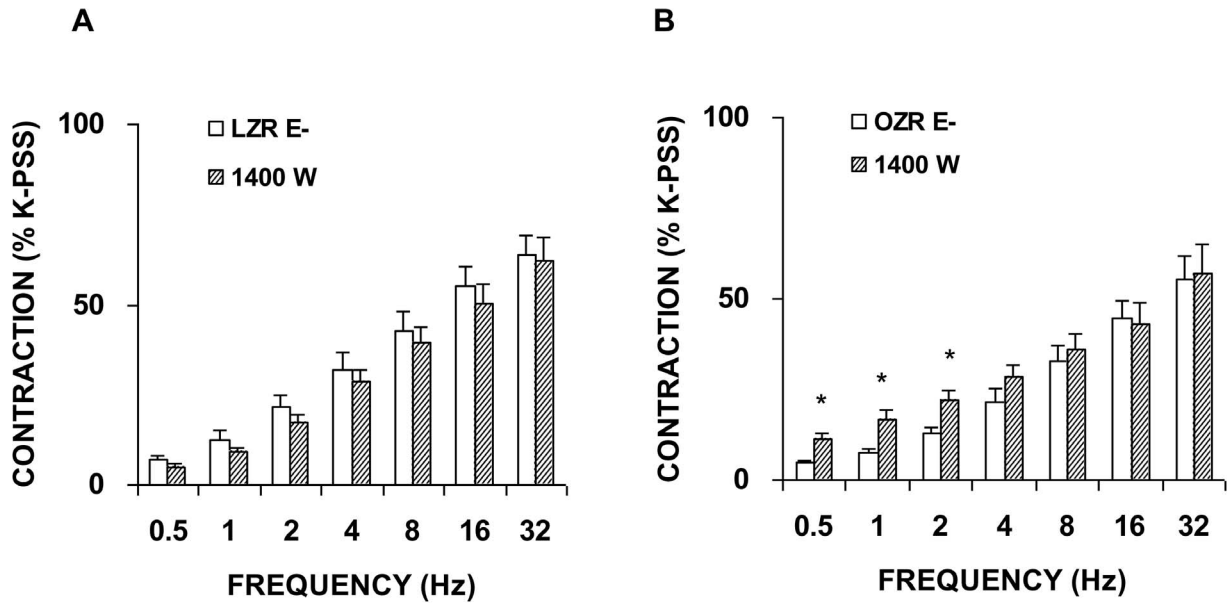 A
CONTRACTION (% K-PSS)
100
50
0
LZR E-
1400 W
0.5 1 2 4 8 16 32
FREQUENCY (Hz)
B
CONTRACTION (% K-PSS)
100
50
0
OZR E-
1400 W
* * *
0.5 1 2 4 8 16 32
FREQUENCY (Hz)